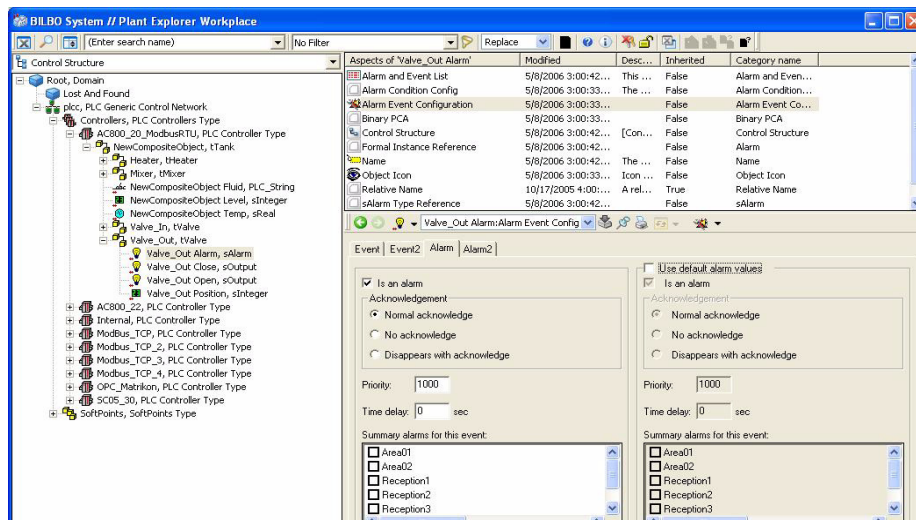 BILBO System // Plant Explorer Workplace
(Enter search name) No Filter Replace
Control Structure
Root, Domain
Lost And Found
plcc, PLC Generic Control Network
Controllers, PLC Controllers Type
AC800_20_ModbusRTU, PLC Controller Type
NewCompositeObject, tTank
Heater, tHeater
Mixer, tMixer
abc NewCompositeObject Fluid, PLC_String
NewCompositeObject Level, sInteger
NewCompositeObject Temp, sReal
Valve_In, tValve
Valve_Out, tValve
Valve_Out Alarm, sAlarm
Valve_Out Close, sOutput
Valve_Out Open, sOutput
Valve_Out Position, sInteger
AC800_22, PLC Controller Type
Internal, PLC Controller Type
ModBus_TCP, PLC Controller Type
ModBus_TCP_2, PLC Controller Type
Modbus_TCP_3, PLC Controller Type
Modbus_TCP_4, PLC Controller Type
OPC_Matrikon, PLC Controller Type
SC05_30, PLC Controller Type
SoftPoints, SoftPoints Type
Aspects of 'Valve_Out Alarm' Modified Desc... Inherited Category name
Alarm and Event List 5/8/2006 3:00:42... This ... False Alarm and Even...
Alarm Condition Config 5/8/2006 3:00:33... The ... False Alarm Condition...
Alarm Event Configuration 5/8/2006 3:00:33... False Alarm Event Co...
Binary PCA 5/8/2006 3:00:33... False Binary PCA
Control Structure 5/8/2006 3:00:42... [Con... False Control Structure
Formal Instance Reference 5/8/2006 3:00:33... False Alarm
Name 5/8/2006 3:00:42... The ... False Name
Object Icon 5/8/2006 3:00:33... Icon ... False Object Icon
Relative Name 10/17/2005 4:00:... A rel... True Relative Name
sAlarm Type Reference 5/8/2006 3:00:42... False sAlarm
Valve_Out Alarm:Alarm Event Config
Event Event2 Alarm Alarm2
Use default alarm values
Is an alarm Is an alarm
Acknowledgement Acknowledgement
Normal acknowledge Normal acknowledge
No acknowledge No acknowledge
Disappears with acknowledge Disappears with acknowledge
Priority: 1000 Priority: 1000
Time delay: 0 sec Time delay: 0 sec
Summary alarms for this event: Summary alarms for this event:
Area01 Area01
Area02 Area02
Reception1 Reception1
Reception2 Reception2
Reception3 Reception3